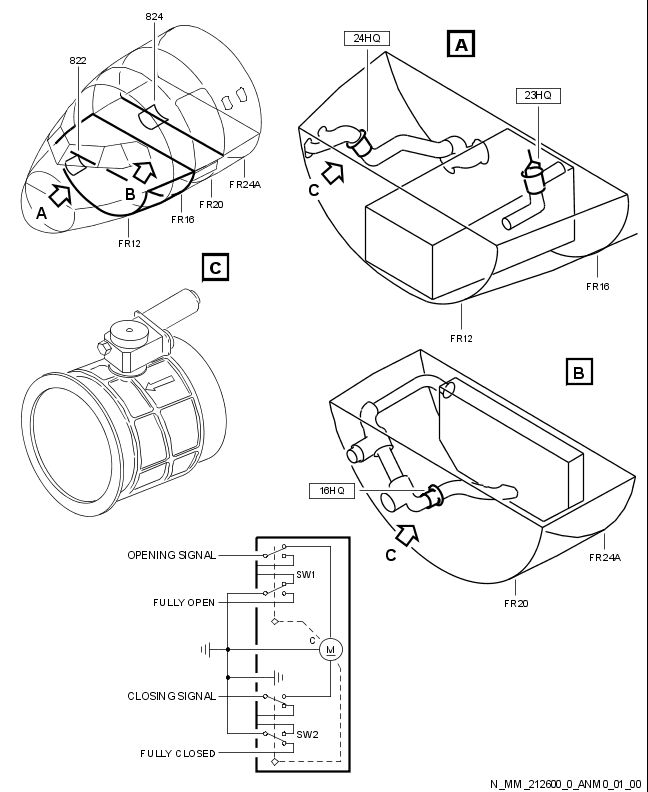 824
822
A
B
FR24A
FR20
FR16
FR12
24HQ
A
23HQ
C
FR16
FR12
C
B
16HQ
C
FR24A
FR20
OPENING SIGNAL
SW1
FULLY OPEN
C
M
CLOSING SIGNAL
SW2
FULLY CLOSED
N_MM_212600_0_ANM0_01_00